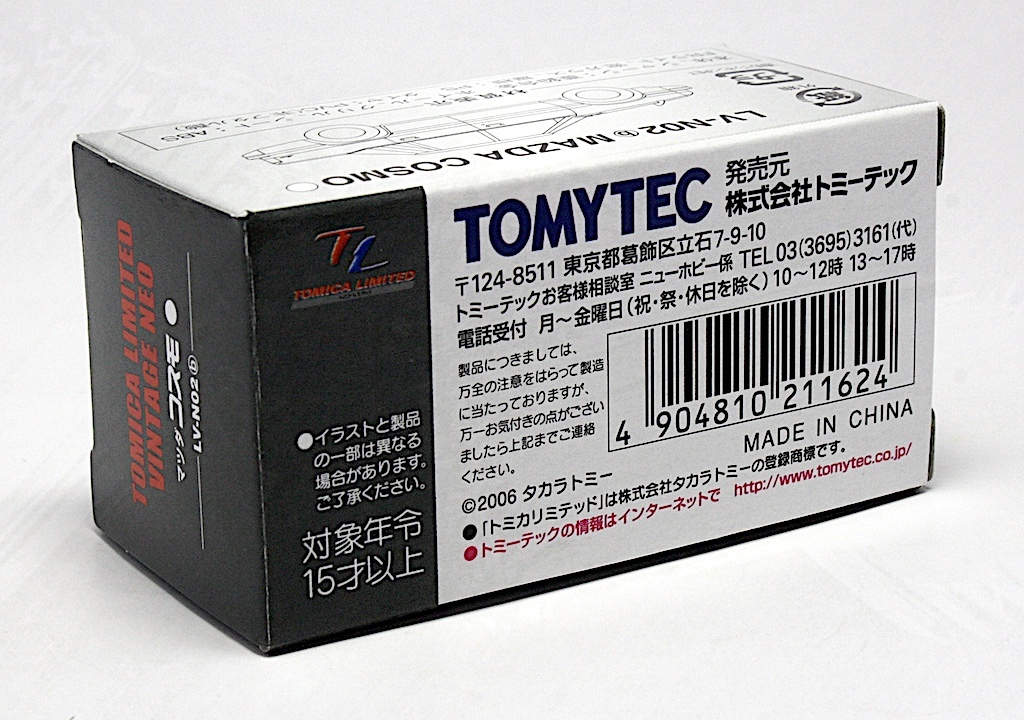 LV-N02ⓑMAZDA COSMO
TOMICA LIMITED
VINTAGE NEO
マツダ コスモ
LV-N02ⓑ
TL
TOMICA LIMITED
●イラストと製品
の一部は異なる
場合があります。
ご了承ください。
対象年令
15才以上
TOMYTEC
発売元
株式会社トミーテック
〒124-8511 東京都葛飾区立石7-9-10
トミーテックお客様相談室 ニューホビー係 TEL 03(3695)3161(代)
電話受付 月～金曜日(祝・祭・休日を除く) 10～12時 13～17時
製品につきましては、
万全の注意をはらって製造
に当たっておりますが、
万一お気付きの点がござい
ましたら上記までご連絡
ください。
4 904810 211624
MADE IN CHINA
©2006 タカラトミー
●「トミカリミテッド」は株式会社タカラトミーの登録商標です。
●トミーテックの情報はインターネットで http://www.tomytec.co.jp/